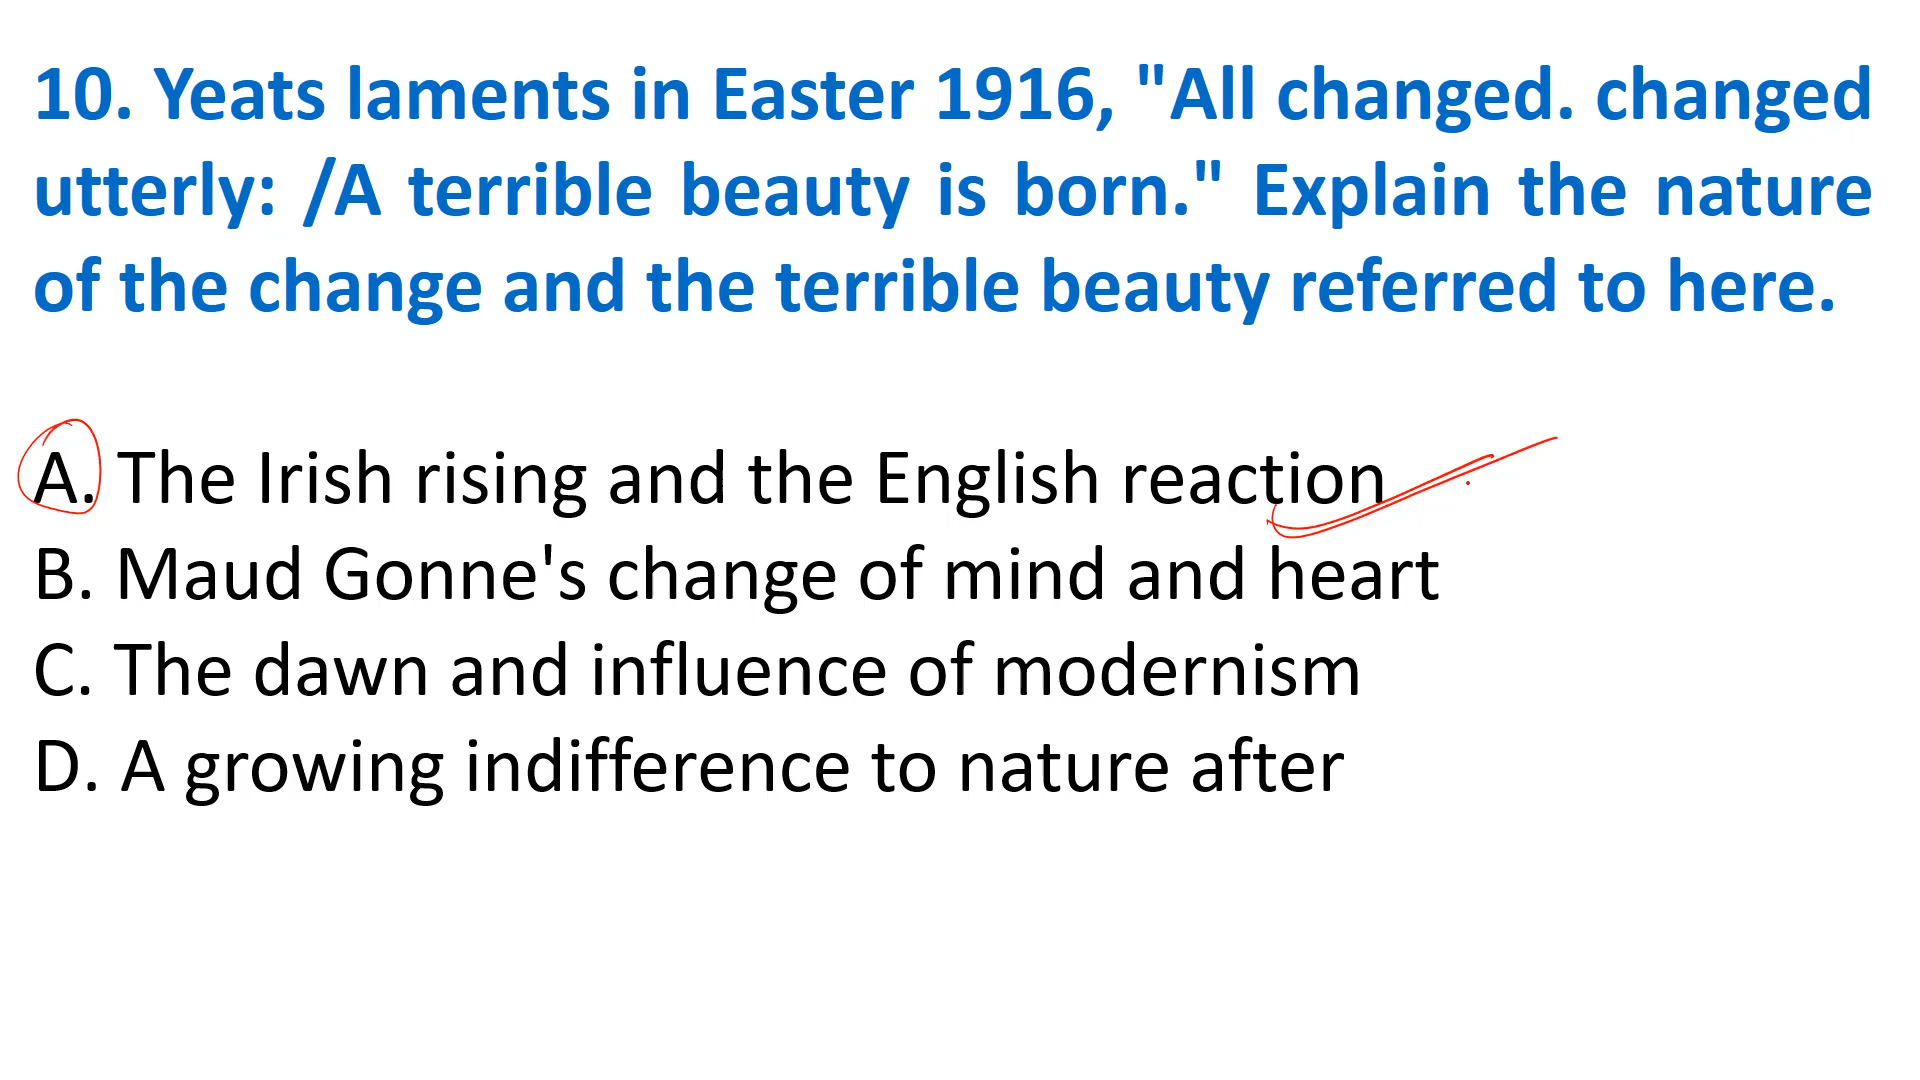 10. Yeats laments in Easter 1916, "All changed. changed
utterly: /A terrible beauty is born." Explain the nature
of the change and the terrible beauty referred to here.
A. The Irish rising and the English reaction
B. Maud Gonne's change of mind and heart
C. The dawn and influence of modernism
D. A growing indifference to nature after